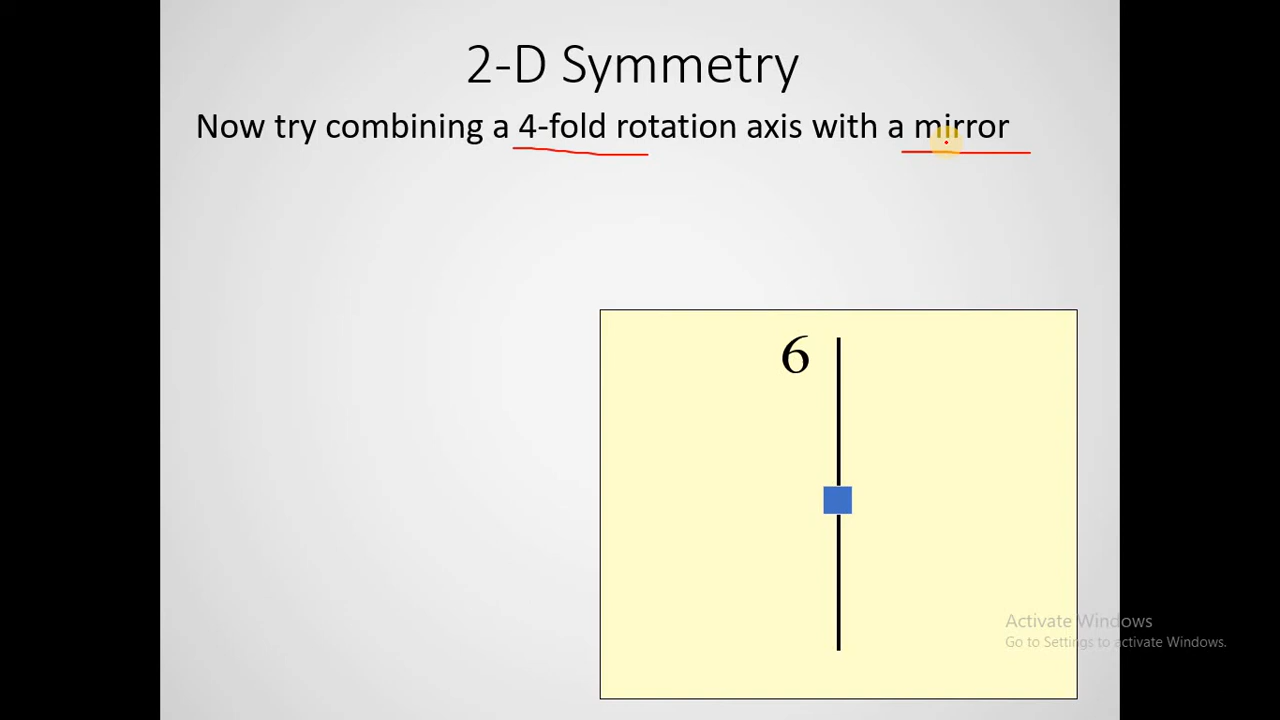 2-D Symmetry
Now try combining a 4-fold rotation axis with a mirror
6
Activate Windows
Go to Settings to activate Windows.